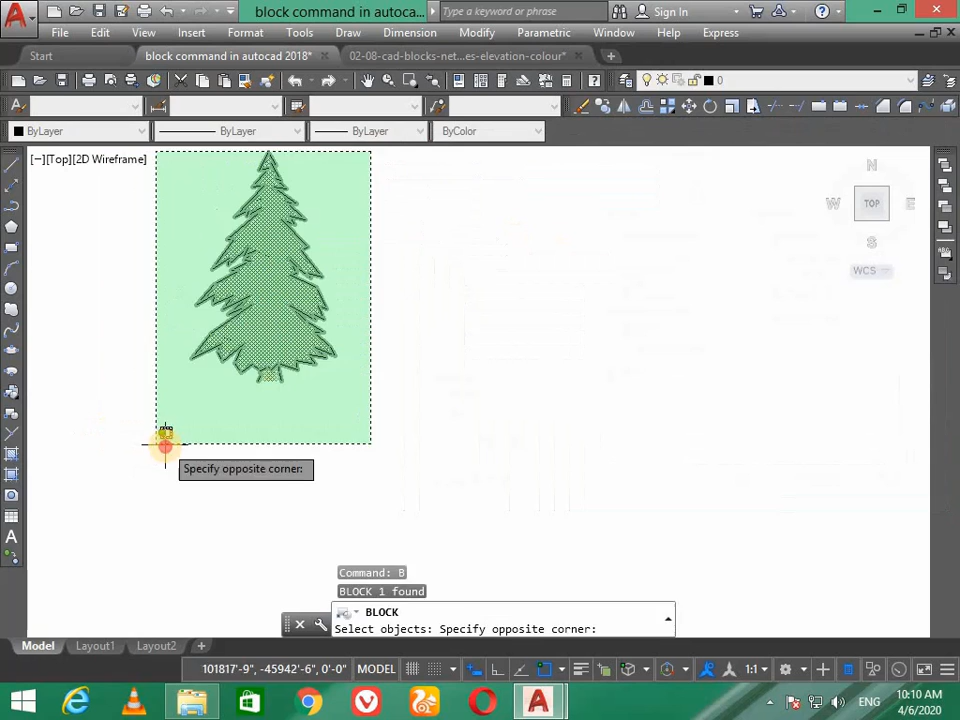 block command in autoca...
Type a keyword or phrase
Sign In
File Edit View Insert Format Tools Draw Dimension Modify Parametric Window Help Express
Start
block command in autocad 2018*
02-08-cad-blocks-net...es-elevation-colour*
0
ByLayer
ByLayer
ByLayer
ByColor
[−][Top][2D Wireframe]
N
W
TOP
E
S
WCS
Specify opposite corner:
Command: B
BLOCK 1 found
BLOCK
Select objects: Specify opposite corner:
Model Layout1 Layout2
101817'-9", -45942'-6", 0'-0"
MODEL
1:1
ENG
10:10 AM
4/6/2020